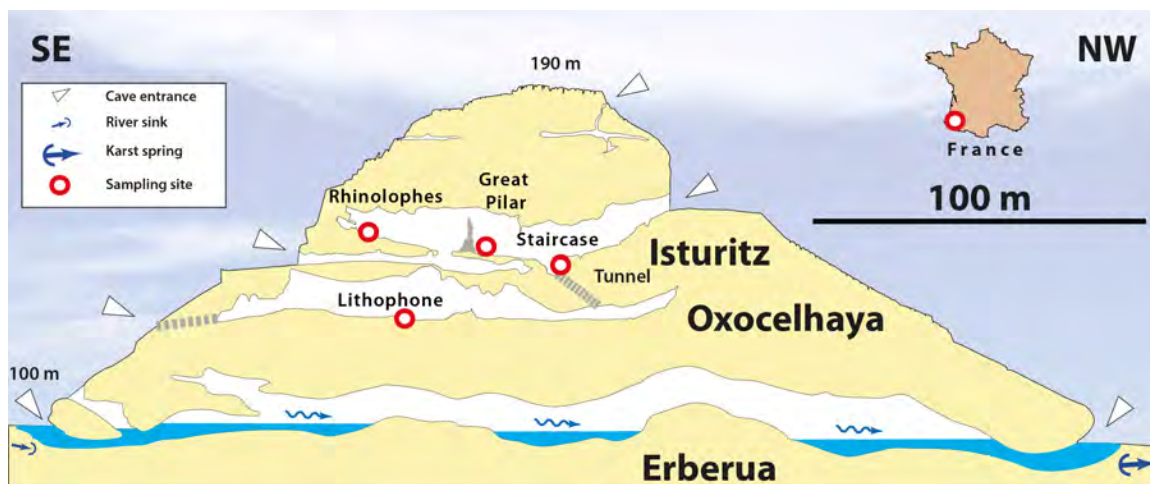 SE
190 m
NW
Cave entrance
River sink
Karst spring
Sampling site
France
100 m
Rhinolophes
Great
Pilar
Staircase
Isturitz
Tunnel
Lithophone
Oxocelhaya
100 m
Erberua